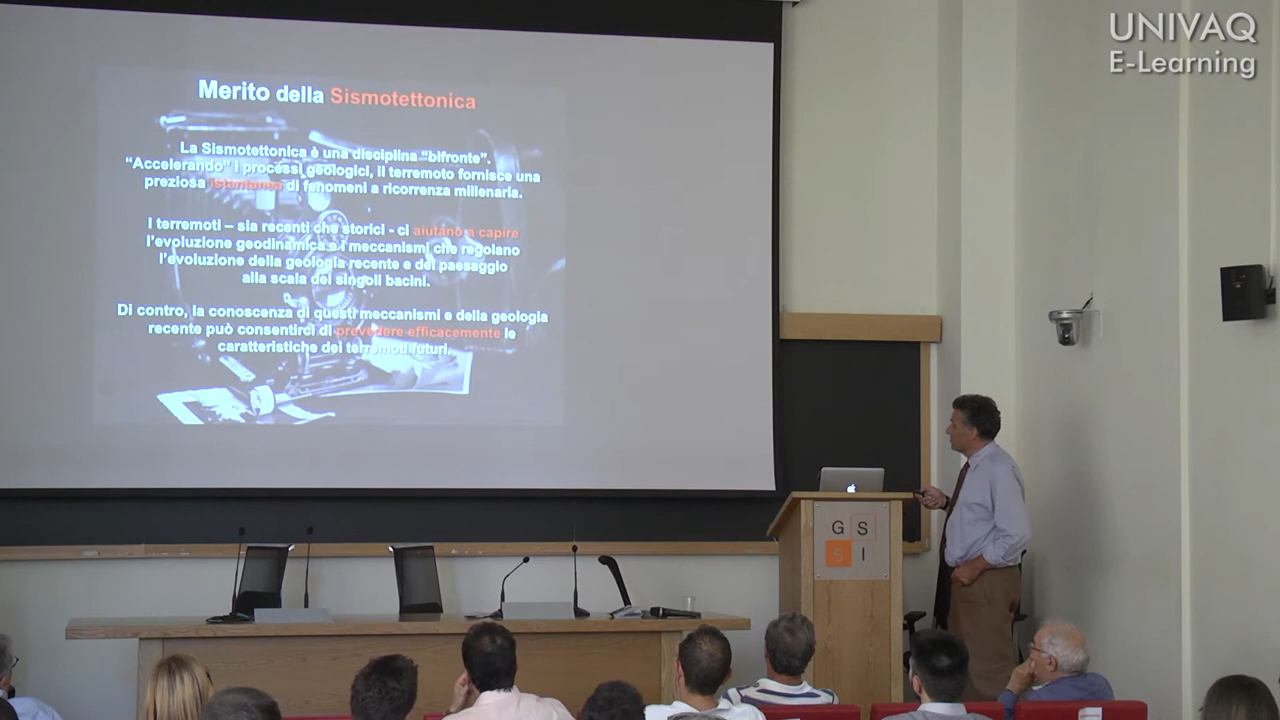 UNIVAQ
E-Learning
Merito della Sismotettonica
La Sismotettonica è una disciplina “bifronte”.
“Accelerando” i processi geologici, il terremoto fornisce una
preziosa istantanea di fenomeni a ricorrenza millenaria.
I terremoti – sia recenti che storici - ci aiutano a capire
l’evoluzione geodinamica e i meccanismi che regolano
l’evoluzione della geologia recente e del paesaggio
alla scala dei singoli bacini.
Di contro, la conoscenza di questi meccanismi e della geologia
recente può consentirci di prevedere efficacemente le
caratteristiche dei terremoti futuri.
G S
S I